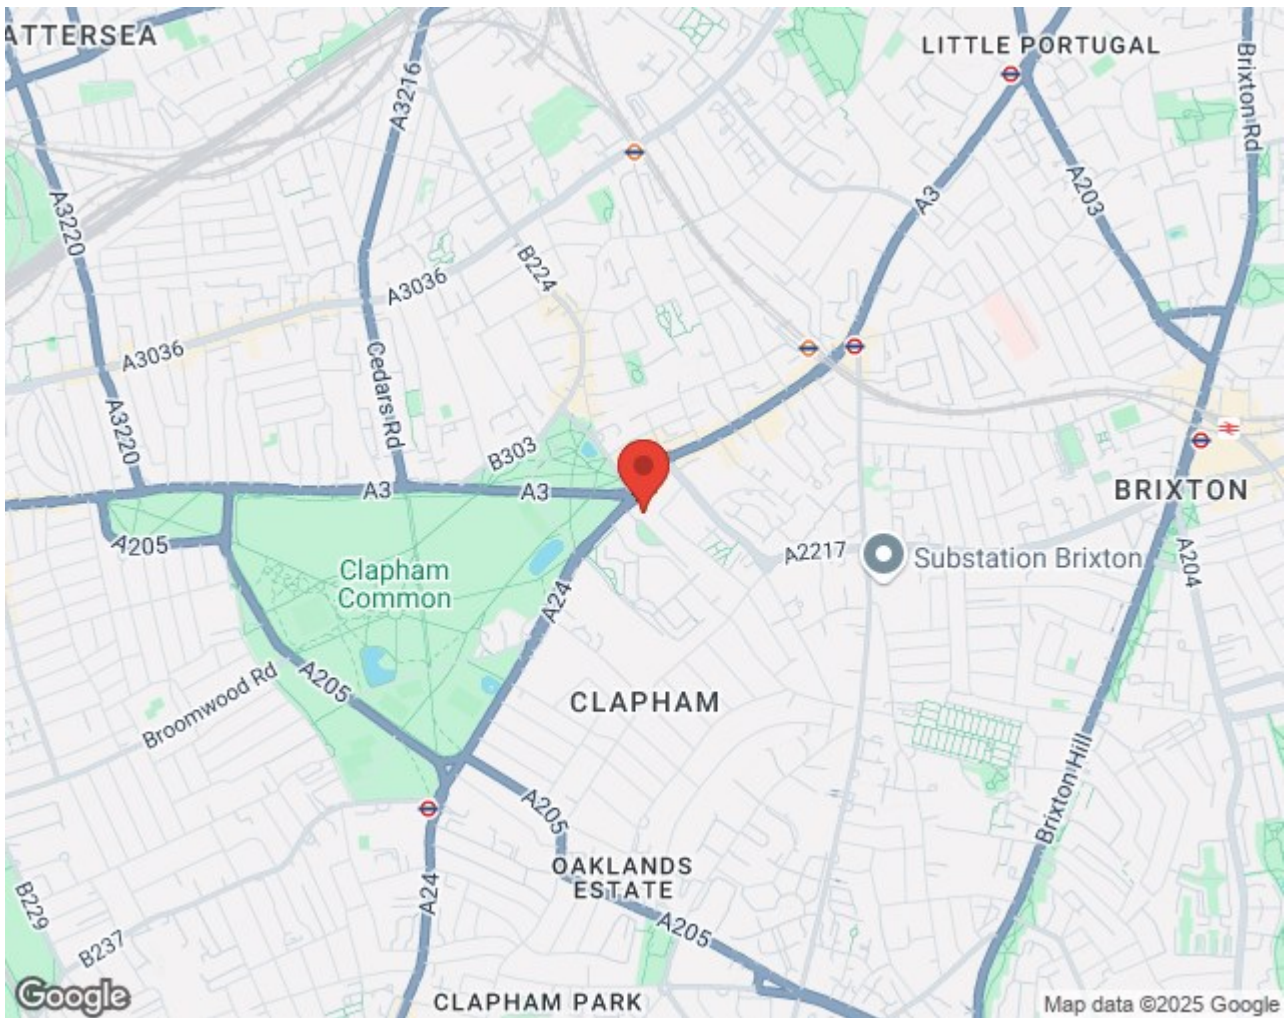 ATTERSEA
LITTLE PORTUGAL
Brixton Rd
A3216
A3220
A3
A203
B224
A3036
A3036
Cedars Rd
A3220
B303
A3
A3
BRIXTON
A205
A2217
Substation Brixton
A204
Clapham
Common
A24
Broomwood Rd
A205
CLAPHAM
Brixton Hill
A205
OAKLANDS
ESTATE
B229
A24
A205
B237
Google
CLAPHAM PARK
Map data ©2025 Google